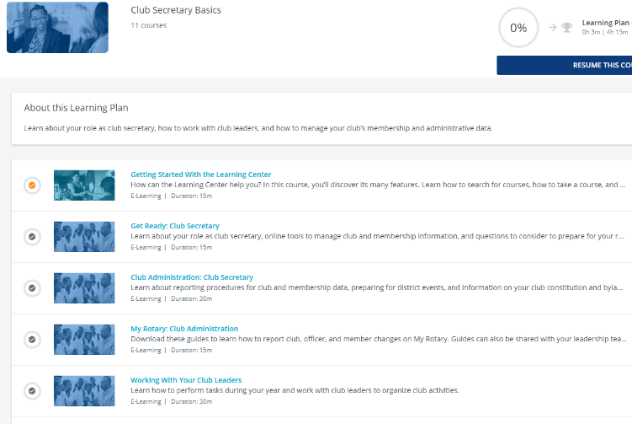 Club Secretary Basics
11 courses
0%
Learning Plan
0h 3m | 4h 15m
RESUME THIS COU
About this Learning Plan
Learn about your role as club secretary, how to work with club leaders, and how to manage your club's membership and administrative data.
Getting Started With the Learning Center
How can the Learning Center help you? In this course, you'll discover its many features. Learn how to search for courses, how to take a course, and ...
E-Learning | Duration: 15m
Get Ready: Club Secretary
Learn about your role as club secretary, online tools to manage club and membership information, and questions to consider to prepare for your r...
E-Learning | Duration: 15m
Club Administration: Club Secretary
Learn about reporting procedures for club and membership data, preparing for district events, and information on your club constitution and byla...
E-Learning | Duration: 30m
My Rotary: Club Administration
Download these guides to learn how to report club, officer, and member changes on My Rotary. Guides can also be shared with your leadership tea...
E-Learning | Duration: 15m
Working With Your Club Leaders
Learn how to perform tasks during your year and work with club leaders to organize club activities.
E-Learning | Duration: 30m